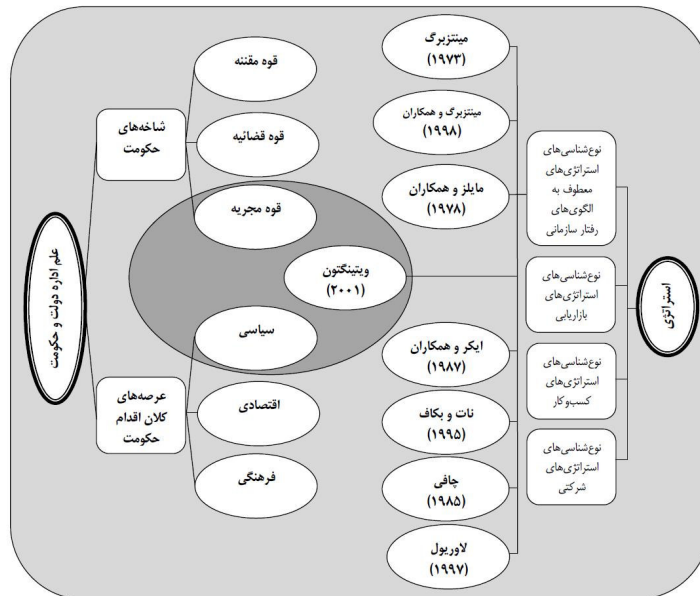 استراتژی
نوع‌شناسی‌های
استراتژی‌های
معطوف به
الگوی‌های
رفتار سازمانی
نوع‌شناسی‌های
استراتژی‌های
بازاریابی
نوع‌شناسی‌های
استراتژی‌های
کسب‌وکار
نوع‌شناسی‌های
استراتژی‌های
شرکتی
مینتزبرگ
(۱۹۷۳)
مینتزبرگ و همکاران
(۱۹۹۸)
مایلز و همکاران
(۱۹۷۸)
ویتینگتون
(۲۰۰۱)
ایکر و همکاران
(۱۹۸۷)
نات و بکاف
(۱۹۹۵)
چافی
(۱۹۸۵)
لاوریول
(۱۹۹۷)
قوه مقننه
قوه قضائیه
قوه مجریه
سیاسی
اقتصادی
فرهنگی
شاخه‌های
حکومت
عرصه‌های
کلان اقدام
حکومت
علم اداره دولت و حکومت